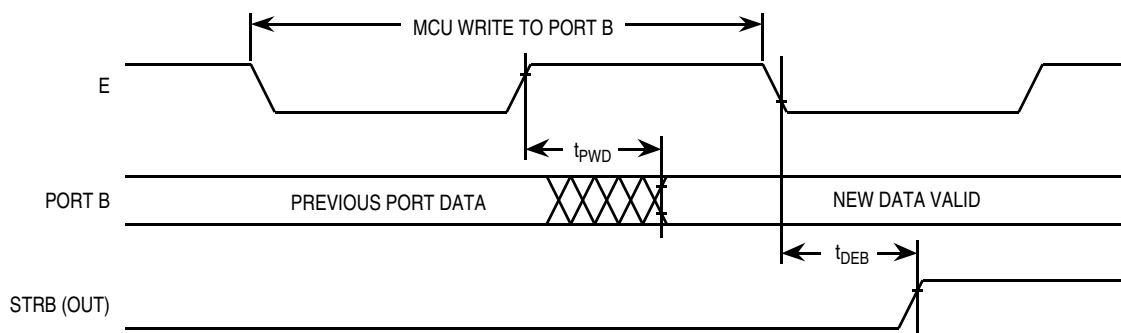 MCU WRITE TO PORT B
E
tPWD
PORT B
PREVIOUS PORT DATA
NEW DATA VALID
tDEB
STRB (OUT)